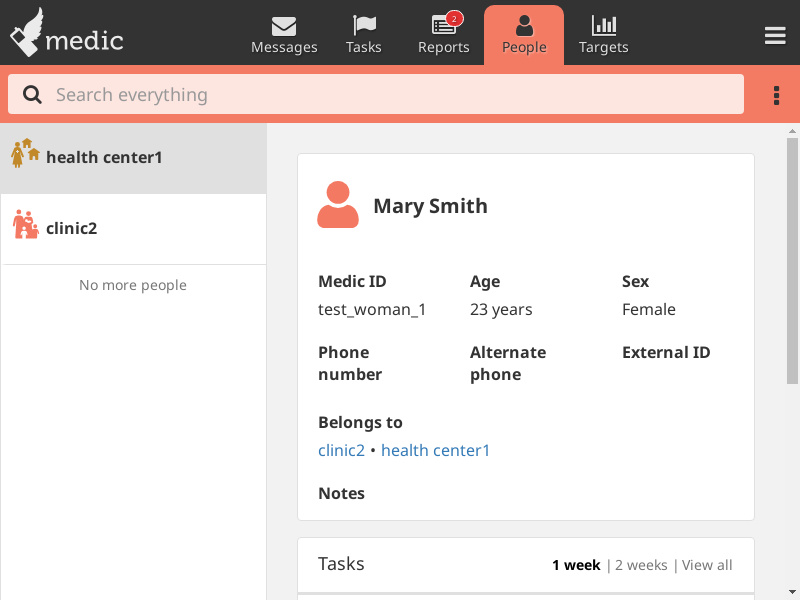 medic
Messages
Tasks
2
Reports
People
Targets
Search everything
health center1
clinic2
No more people
Mary Smith
Medic ID Age Sex
test_woman_1 23 years Female
Phone number Alternate phone External ID
Belongs to
clinic2 • health center1
Notes
Tasks 1 week | 2 weeks | View all